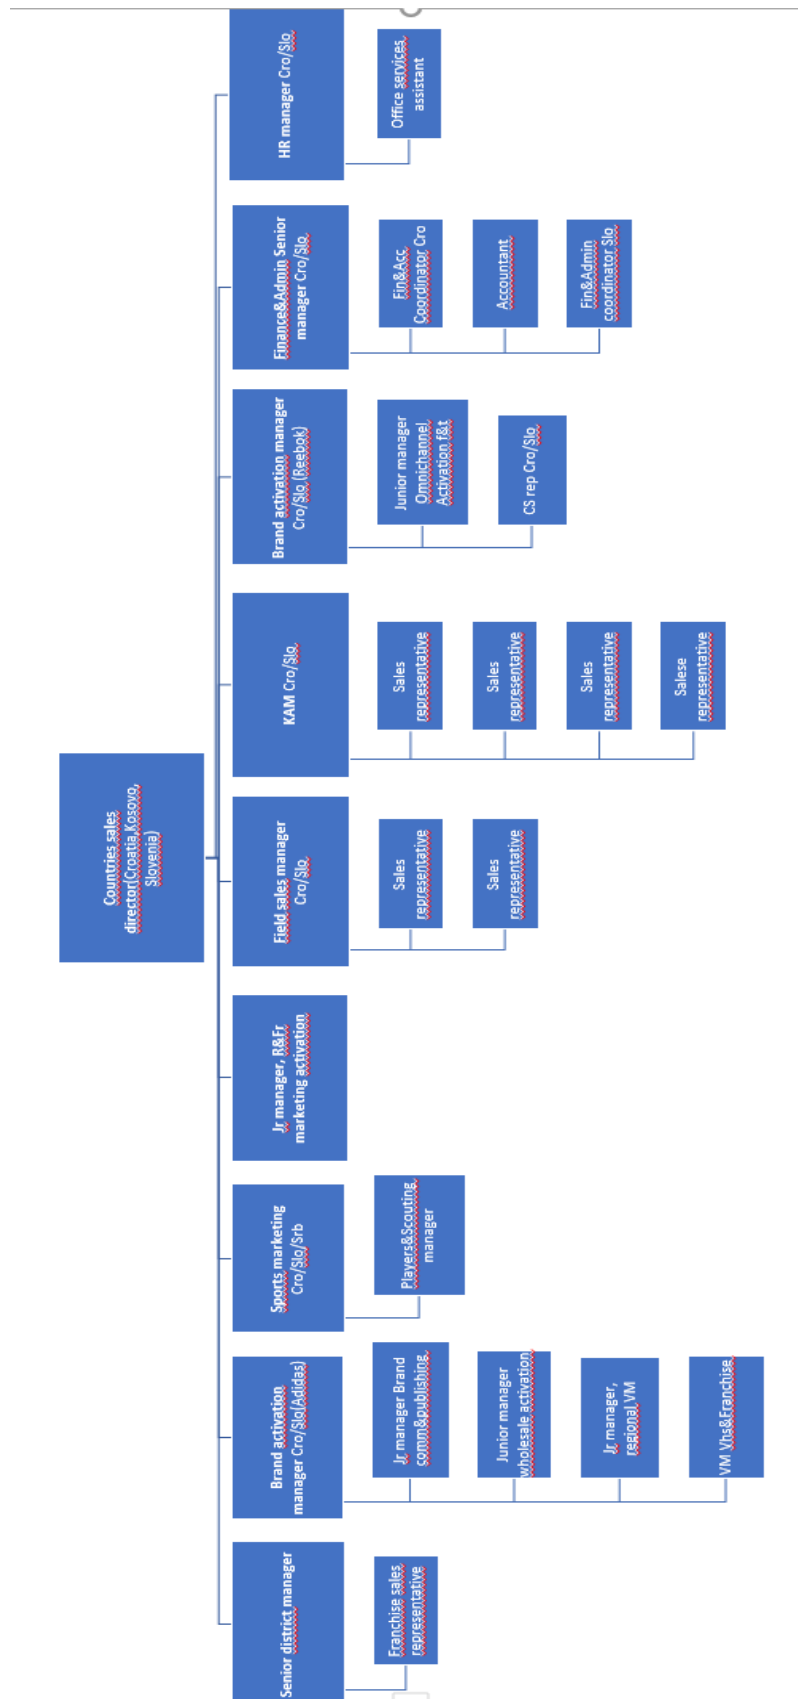 Countries sales
director(Croatia,Kosovo,
Slovenia)
Senior district manager
Franchise sales
representative
Brand activation
manager Cro/Slo(Adidas)
Jr manager Brand
comm&publishing
Junior manager
wholesale activation
Jr manager,
regional VM
VM Vhs&Franchise
Sports marketing
Cro/Slo/Srb
Players&Scouting
manager
Jr manager, R&Fr
marketing activation
Field sales manager
Cro/Slo
Sales
representative
Sales
representative
KAM Cro/Slo
Sales
representative
Sales
representative
Sales
representative
Salese
representative
Brand activation manager
Cro/Slo (Reebok)
Junior manager
Omnichannel
Activation f&t
CS rep Cro/Slo
Finance&Admin Senior
manager Cro/Slo
Fin&Acc
Coordinator Cro
Accountant
Fin&Admin
coordinator Slo
HR manager Cro/Slo
Office services
assistant